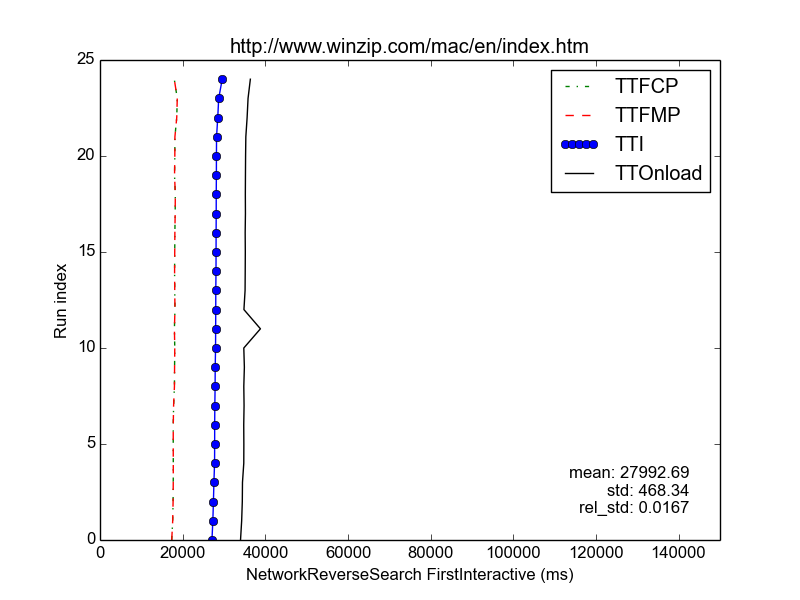 http://www.winzip.com/mac/en/index.htm
25
20
15
10
5
0
Run index
TTFCP
TTFMP
TTI
TTOnload
mean: 27992.69
std: 468.34
rel_std: 0.0167
0 20000 40000 60000 80000 100000 120000 140000
NetworkReverseSearch FirstInteractive (ms)